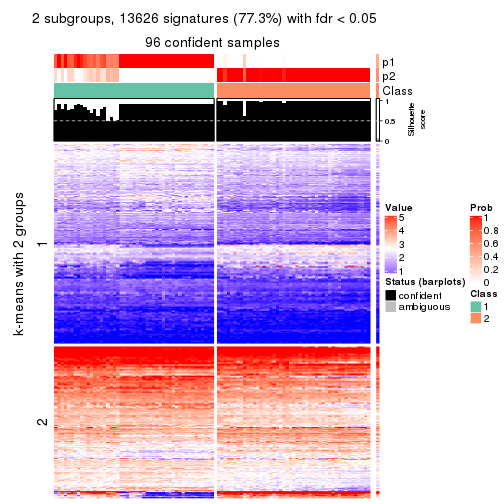 2 subgroups, 13626 signatures (77.3%) with fdr < 0.05
96 confident samples
p1
p2
Class
1
0.5
0
Silhouette
score
k-means with 2 groups
1
2
Value
5
4
3
2
1
Status (barplots)
confident
ambiguous
Prob
1
0.8
0.6
0.4
0.2
0
Class
1
2